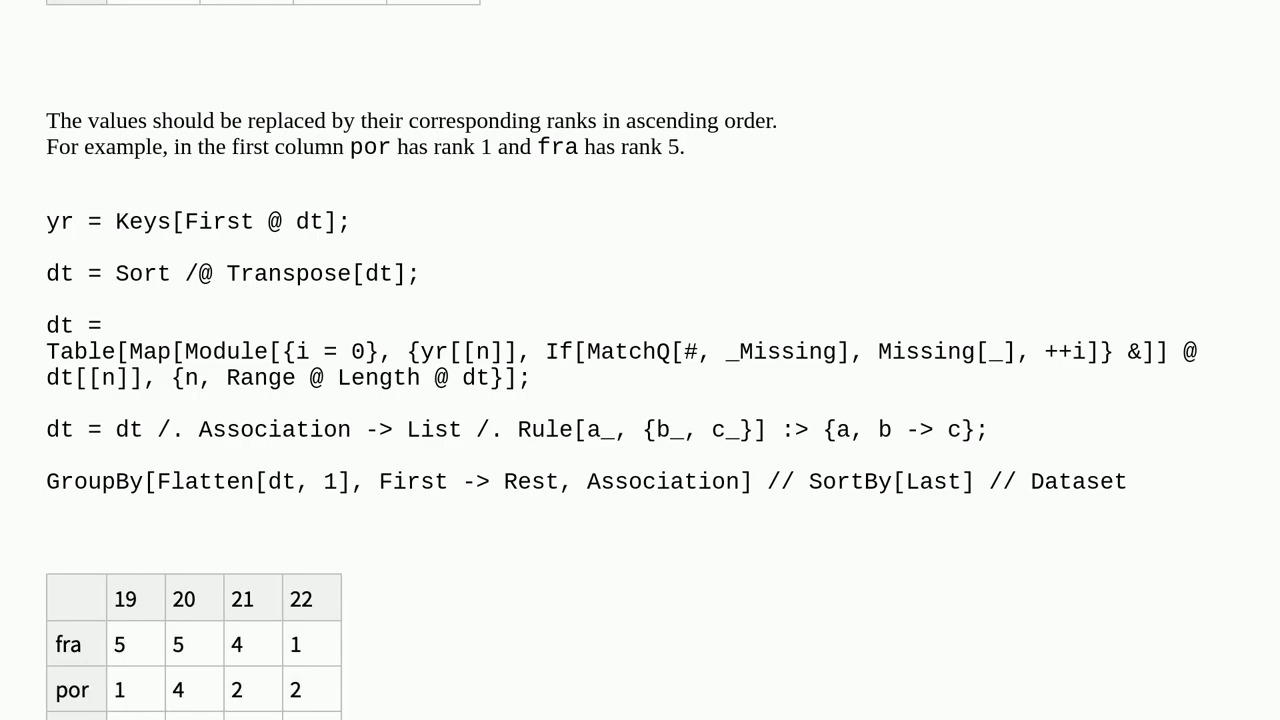 The values should be replaced by their corresponding ranks in ascending order.
For example, in the first column por has rank 1 and fra has rank 5.
yr = Keys[First @ dt];
dt = Sort /@ Transpose[dt];
dt =
Table[Map[Module[{i = 0}, {yr[[n]], If[MatchQ[#, _Missing], Missing[_], ++i]} &]] @
dt[[n]], {n, Range @ Length @ dt}];
dt = dt /. Association -> List /. Rule[a_, {b_, c_}] :> {a, b -> c};
GroupBy[Flatten[dt, 1], First -> Rest, Association] // SortBy[Last] // Dataset
19 20 21 22
fra 5 5 4 1
por 1 4 2 2